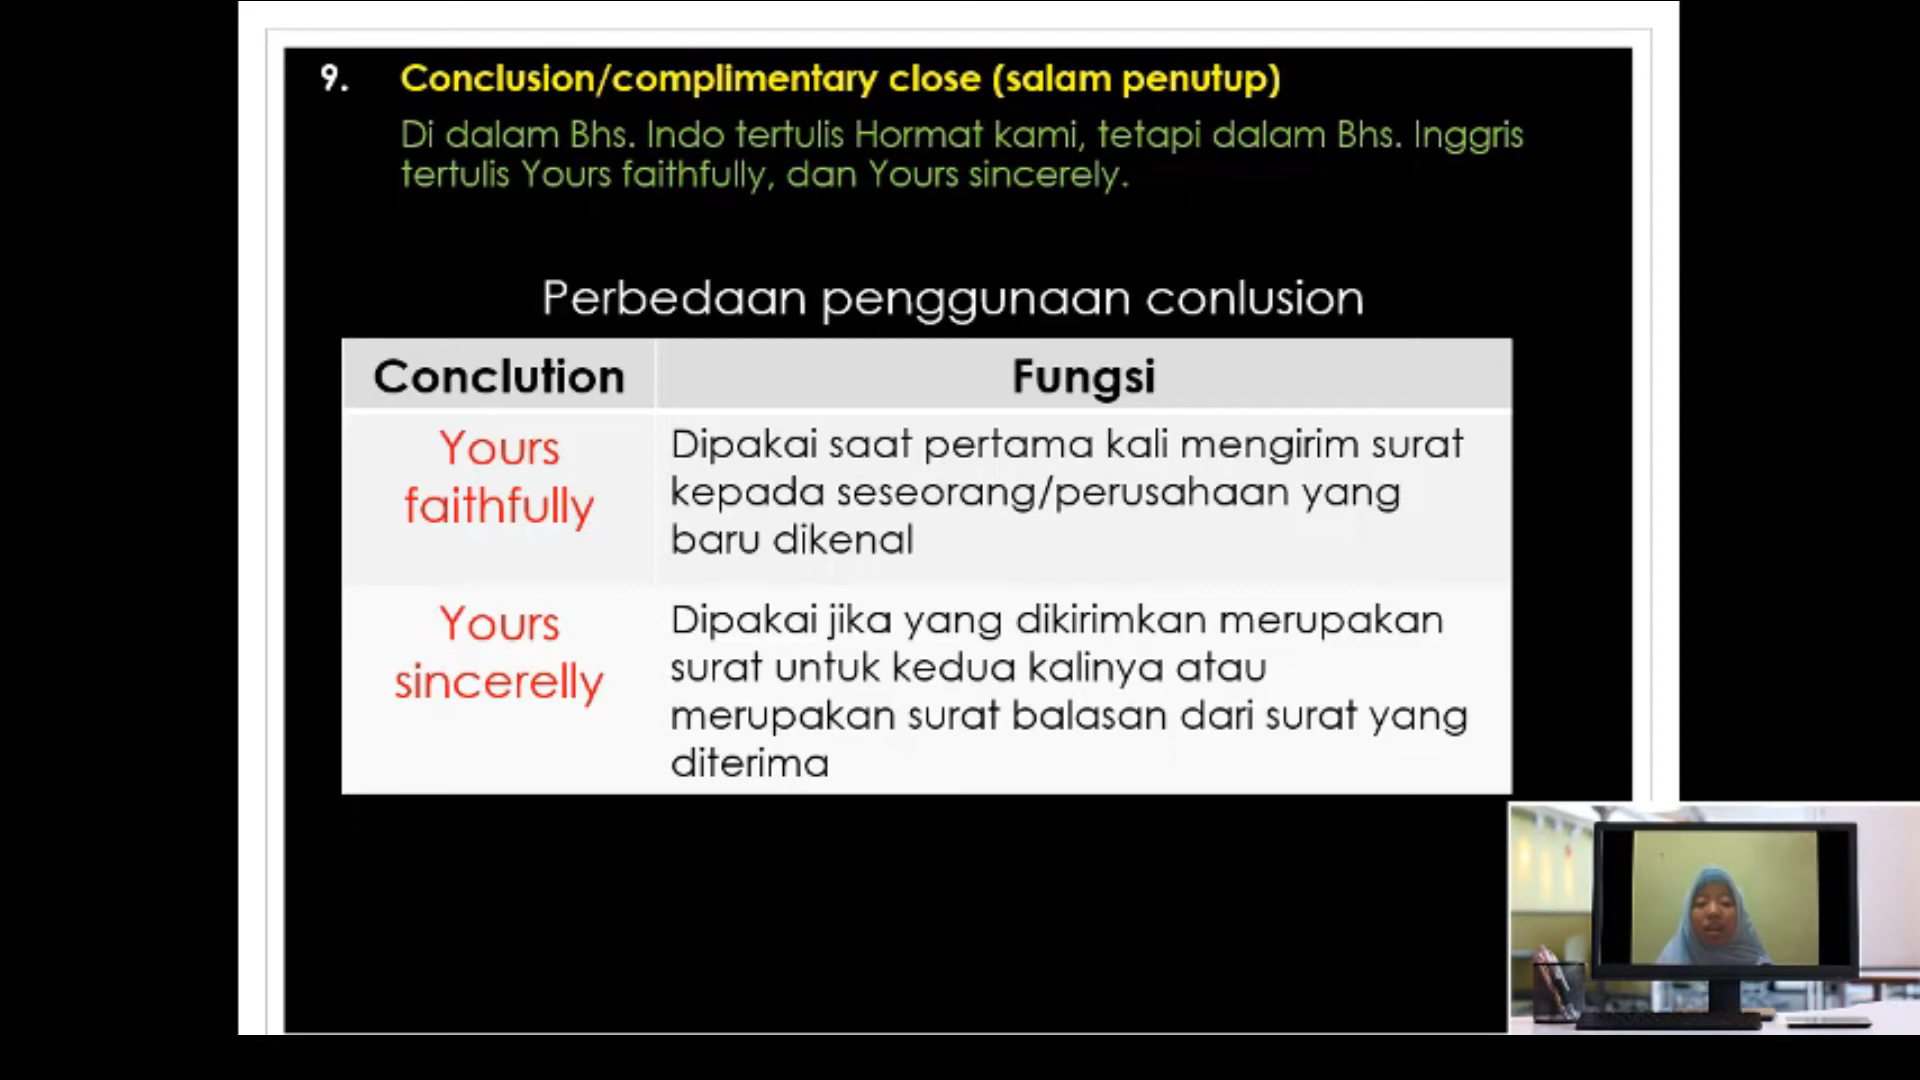 9. Conclusion/complimentary close (salam penutup)
Di dalam Bhs. Indo tertulis Hormat kami, tetapi dalam Bhs. Inggris
tertulis Yours faithfully, dan Yours sincerely.
Perbedaan penggunaan conlusion
Conclution Fungsi
Yours
faithfully
Dipakai saat pertama kali mengirim surat
kepada seseorang/perusahaan yang
baru dikenal
Yours
sincerelly
Dipakai jika yang dikirimkan merupakan
surat untuk kedua kalinya atau
merupakan surat balasan dari surat yang
diterima